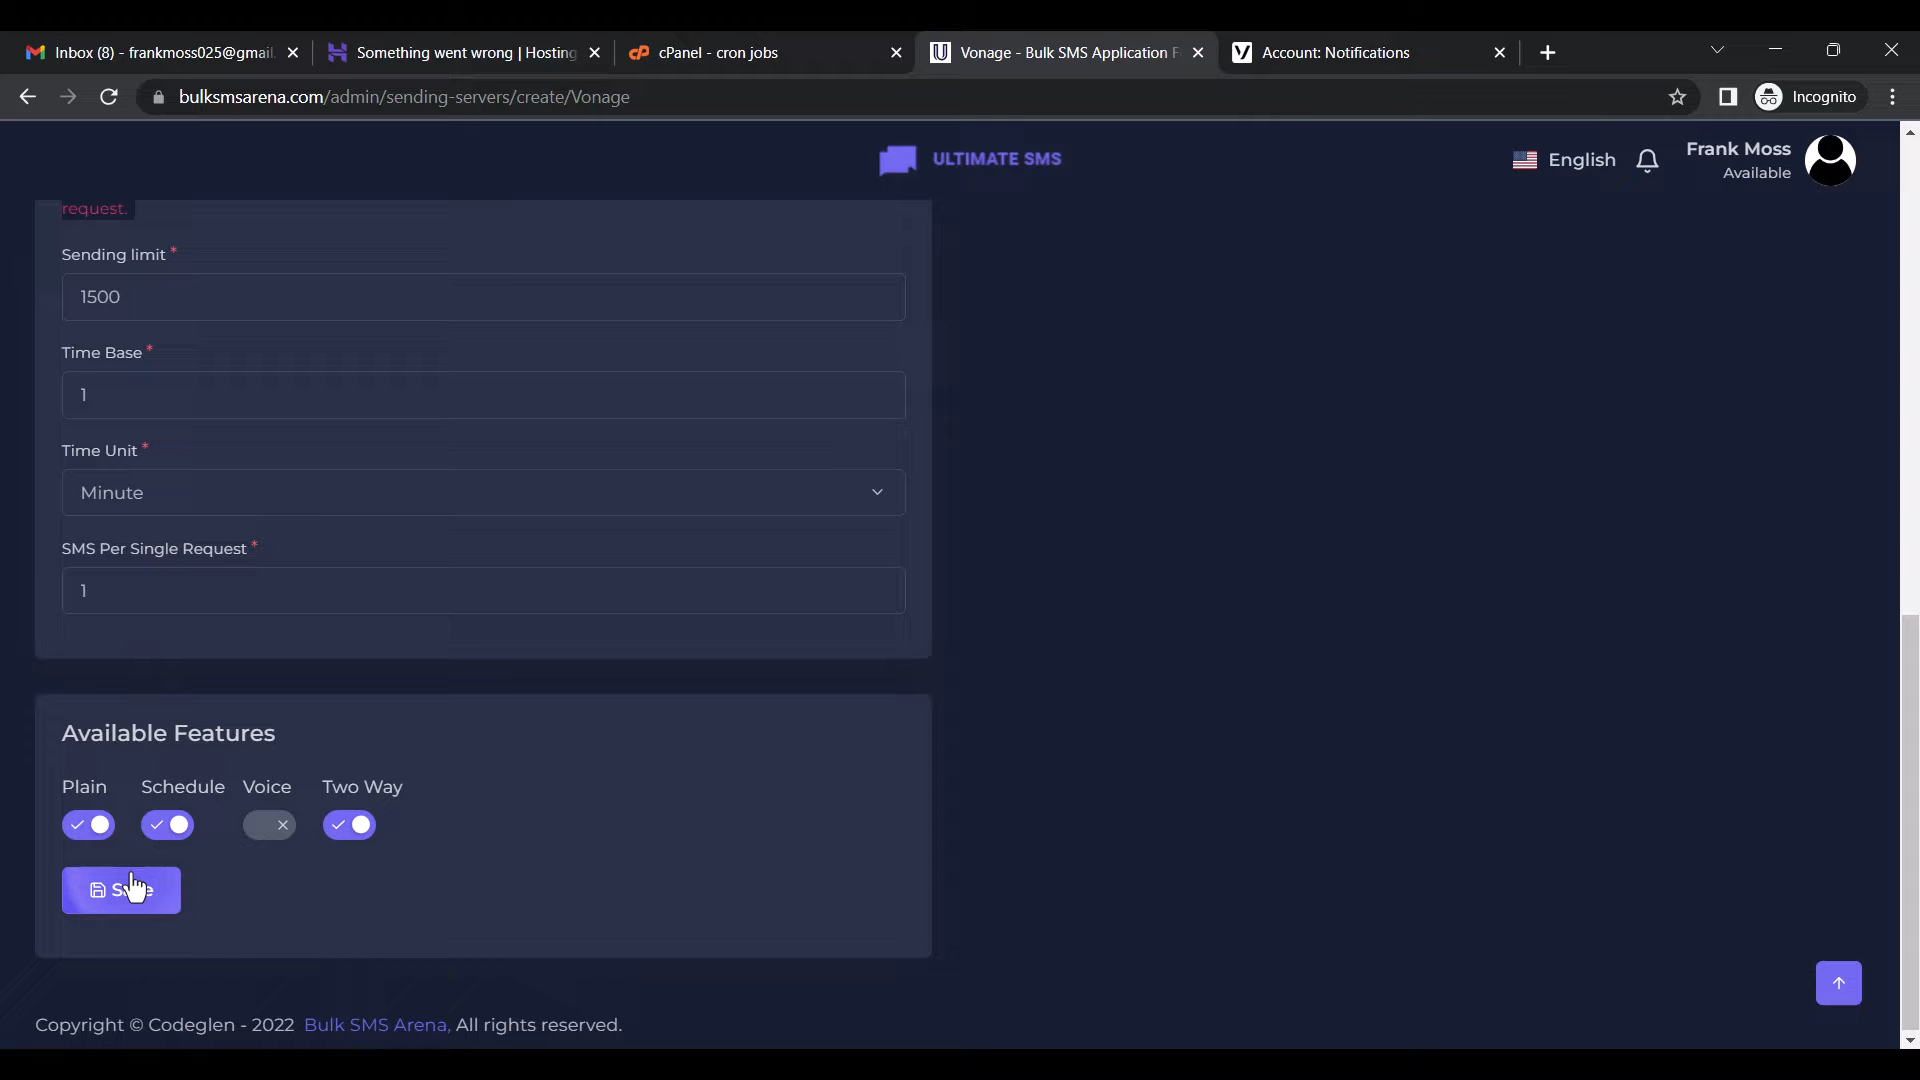 Inbox (8) - frankmoss025@gmail.
Something went wrong | Hosting
cPanel - cron jobs
Vonage - Bulk SMS Application F
Account: Notifications
bulksmsarena.com/admin/sending-servers/create/Vonage
Incognito
ULTIMATE SMS
English
Frank Moss
Available
request.
Sending limit *
1500
Time Base *
1
Time Unit *
Minute
SMS Per Single Request *
1
Available Features
Plain Schedule Voice Two Way
Save
Copyright © Codeglen - 2022 Bulk SMS Arena, All rights reserved.